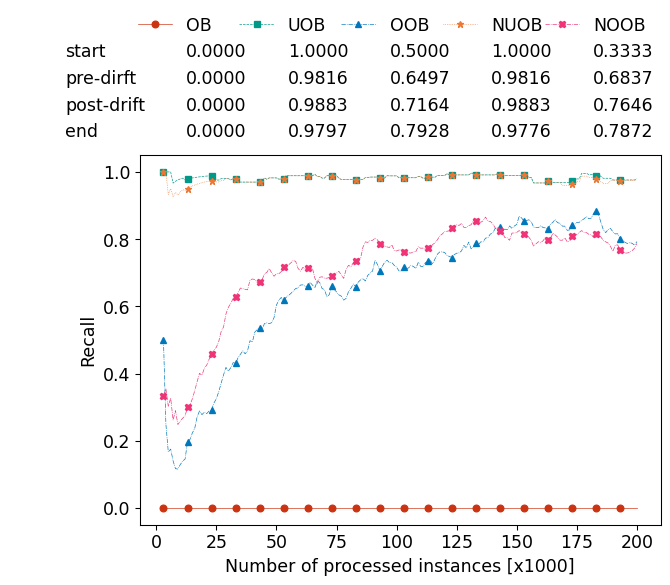 OB UOB OOB NUOB NOOB
start 0.0000 1.0000 0.5000 1.0000 0.3333
pre-dirft 0.0000 0.9816 0.6497 0.9816 0.6837
post-drift 0.0000 0.9883 0.7164 0.9883 0.7646
end 0.0000 0.9797 0.7928 0.9776 0.7872
1.0
0.8
0.6
0.4
0.2
0.0
Recall
0 25 50 75 100 125 150 175 200
Number of processed instances [x1000]